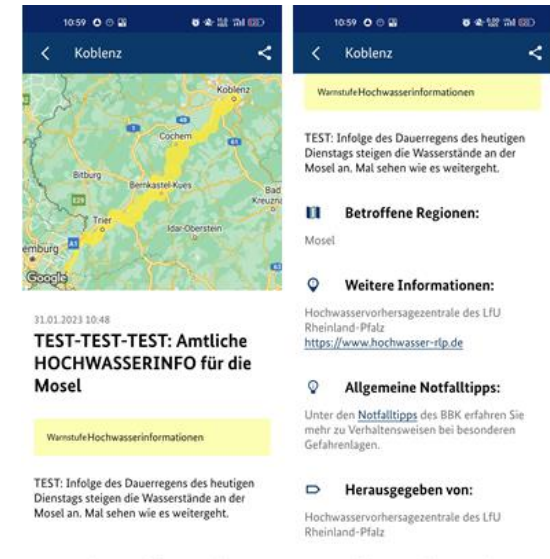 10:59
Koblenz
Koblenz
Cochem
Bitburg
Bernkastel-Kues
Bad
Kreuzna
Trier
Idar-Oberstein
emburg
Google
31.01.2023 10:48
TEST-TEST-TEST: Amtliche
HOCHWASSERINFO für die
Mosel
Warnstufe Hochwasserinformationen
TEST: Infolge des Dauerregens des heutigen
Dienstags steigen die Wasserstände an der
Mosel an. Mal sehen wie es weitergeht.
10:59
Koblenz
Warnstufe Hochwasserinformationen
TEST: Infolge des Dauerregens des heutigen
Dienstags steigen die Wasserstände an der
Mosel an. Mal sehen wie es weitergeht.
Betroffene Regionen:
Mosel
Weitere Informationen:
Hochwasservorhersagezentrale des LfU
Rheinland-Pfalz
https://www.hochwasser-rlp.de
Allgemeine Notfalltipps:
Unter den Notfalltipps des BBK erfahren Sie
mehr zu Verhaltensweisen bei besonderen
Gefahrenlagen.
Herausgegeben von:
Hochwasservorhersagezentrale des LfU
Rheinland-Pfalz